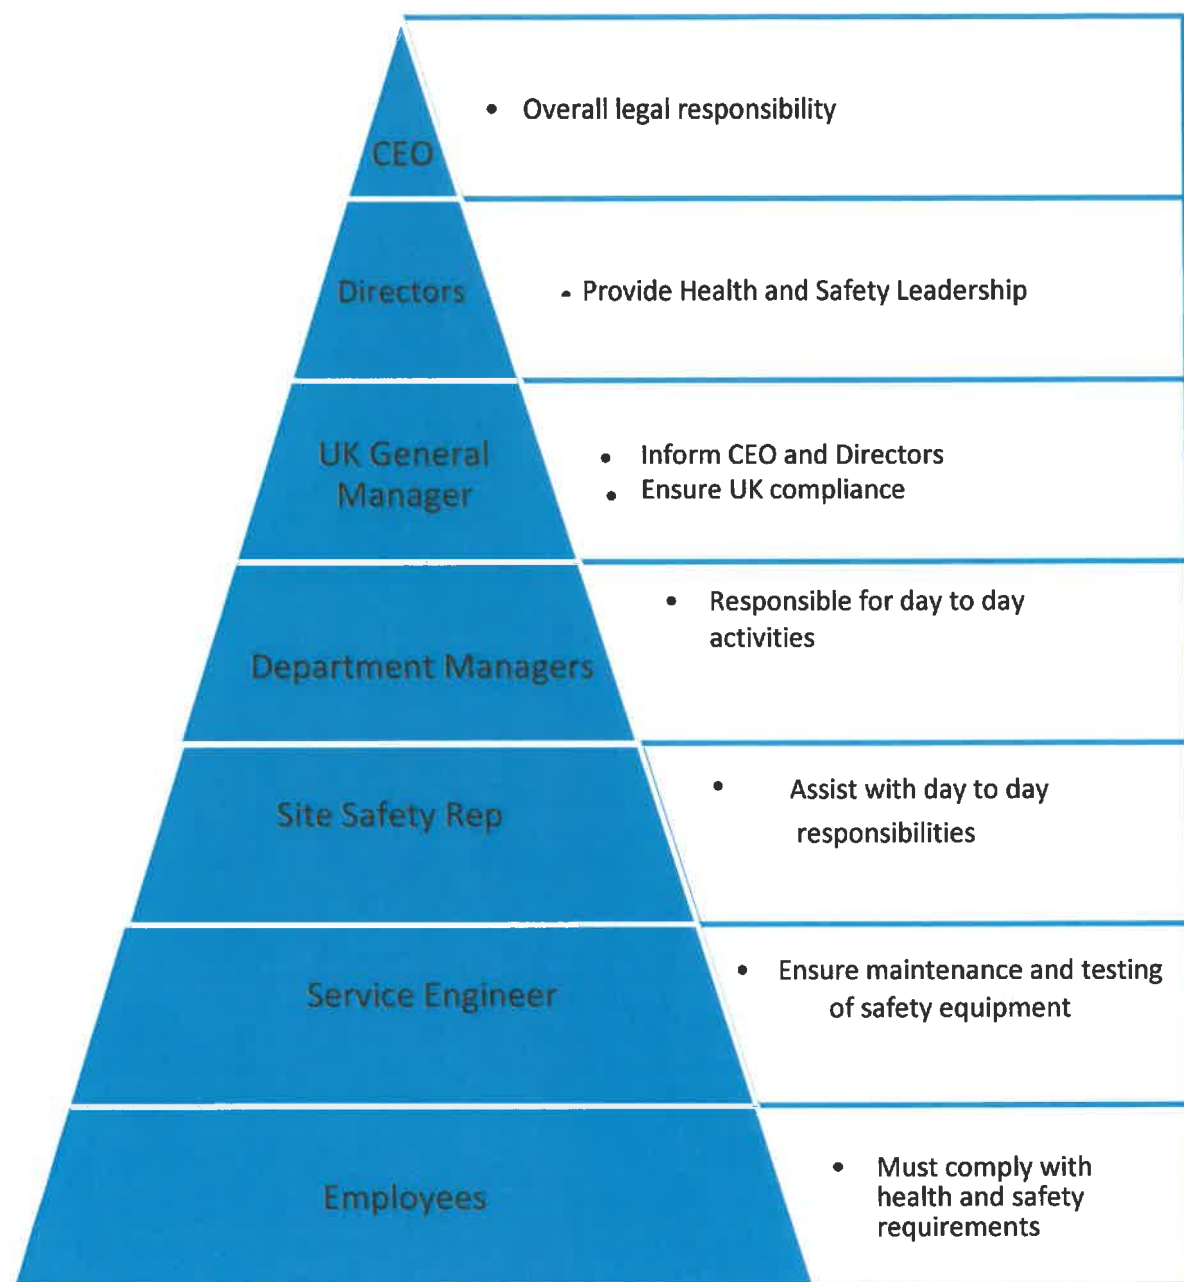 CEO
• Overall legal responsibility
Directors
- Provide Health and Safety Leadership
UK General
Manager
• Inform CEO and Directors
• Ensure UK compliance
Department Managers
• Responsible for day to day
activities
Site Safety Rep
• Assist with day to day
responsibilities
Service Engineer
• Ensure maintenance and testing
of safety equipment
Employees
• Must comply with
health and safety
requirements